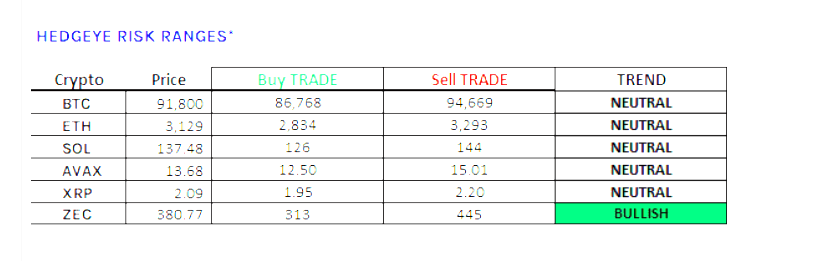 HEDGEYE RISK RANGES*
Crypto Price Buy TRADE Sell TRADE TREND
BTC 91,800 86,768 94,669 NEUTRAL
ETH 3,129 2,834 3,293 NEUTRAL
SOL 137.48 126 144 NEUTRAL
AVAX 13.68 12.50 15.01 NEUTRAL
XRP 2.09 1.95 2.20 NEUTRAL
ZEC 380.77 313 445 BULLISH